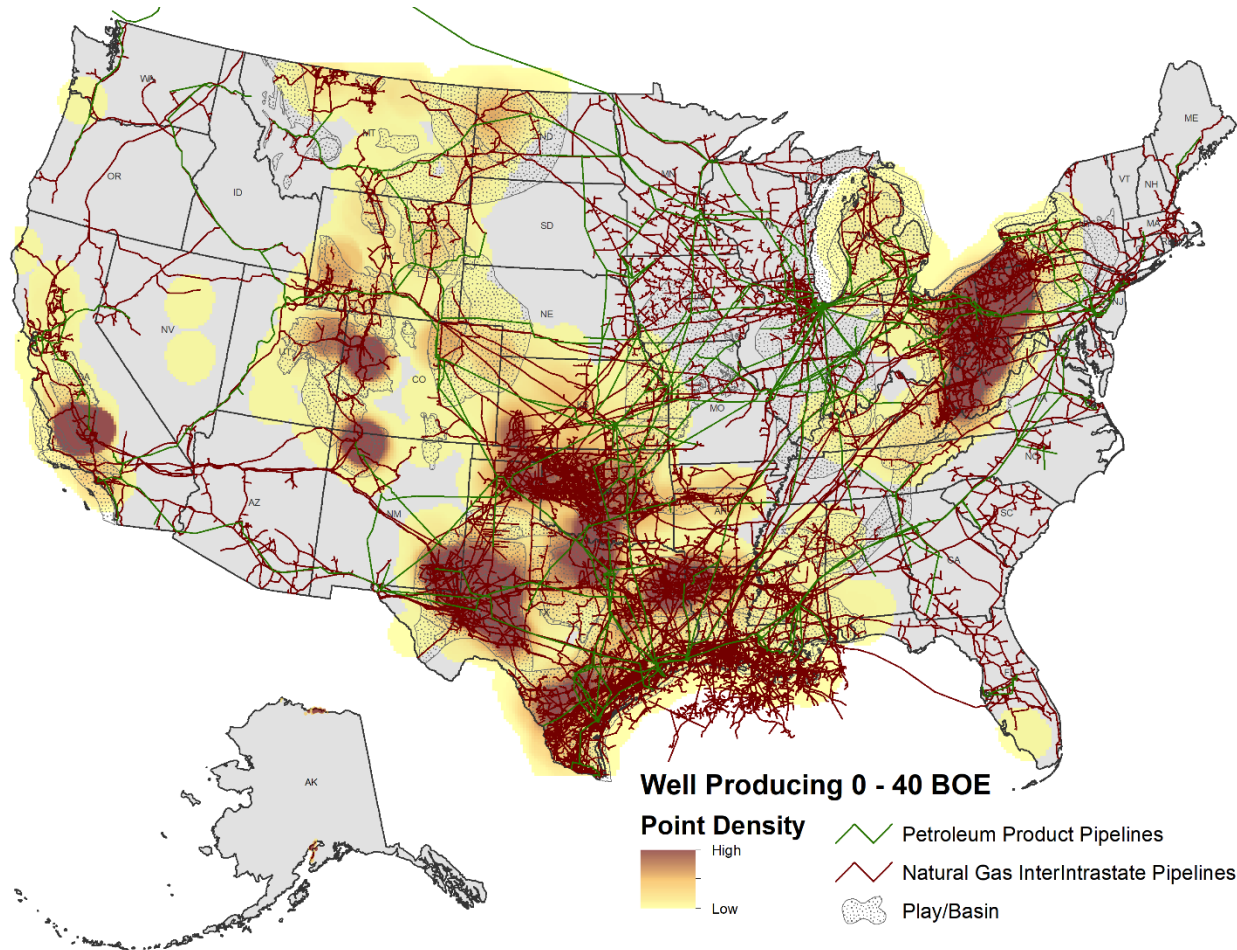 WA
MT
ND
ME
OR
ID
MN
VT
NH
SD
MA
NE
NV
NJ
CO
CA
MO
NC
AZ
NM
AR
SC
GA
TX
FL
AK
Well Producing 0 - 40 BOE
Point Density
High
Low
Petroleum Product Pipelines
Natural Gas InterIntrastate Pipelines
Play/Basin